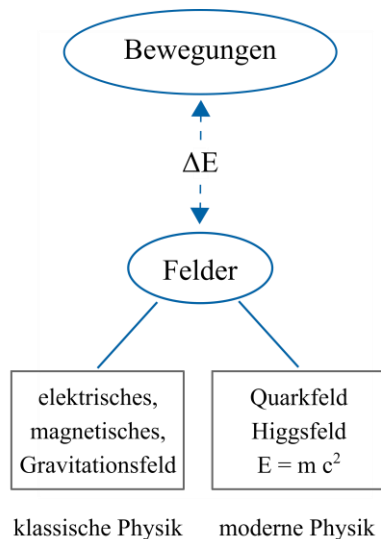 Bewegungen
ΔE
Felder
elektrisches,
magnetisches,
Gravitationsfeld
Quarkfeld
Higgsfeld
E = m c²
klassische Physik
moderne Physik